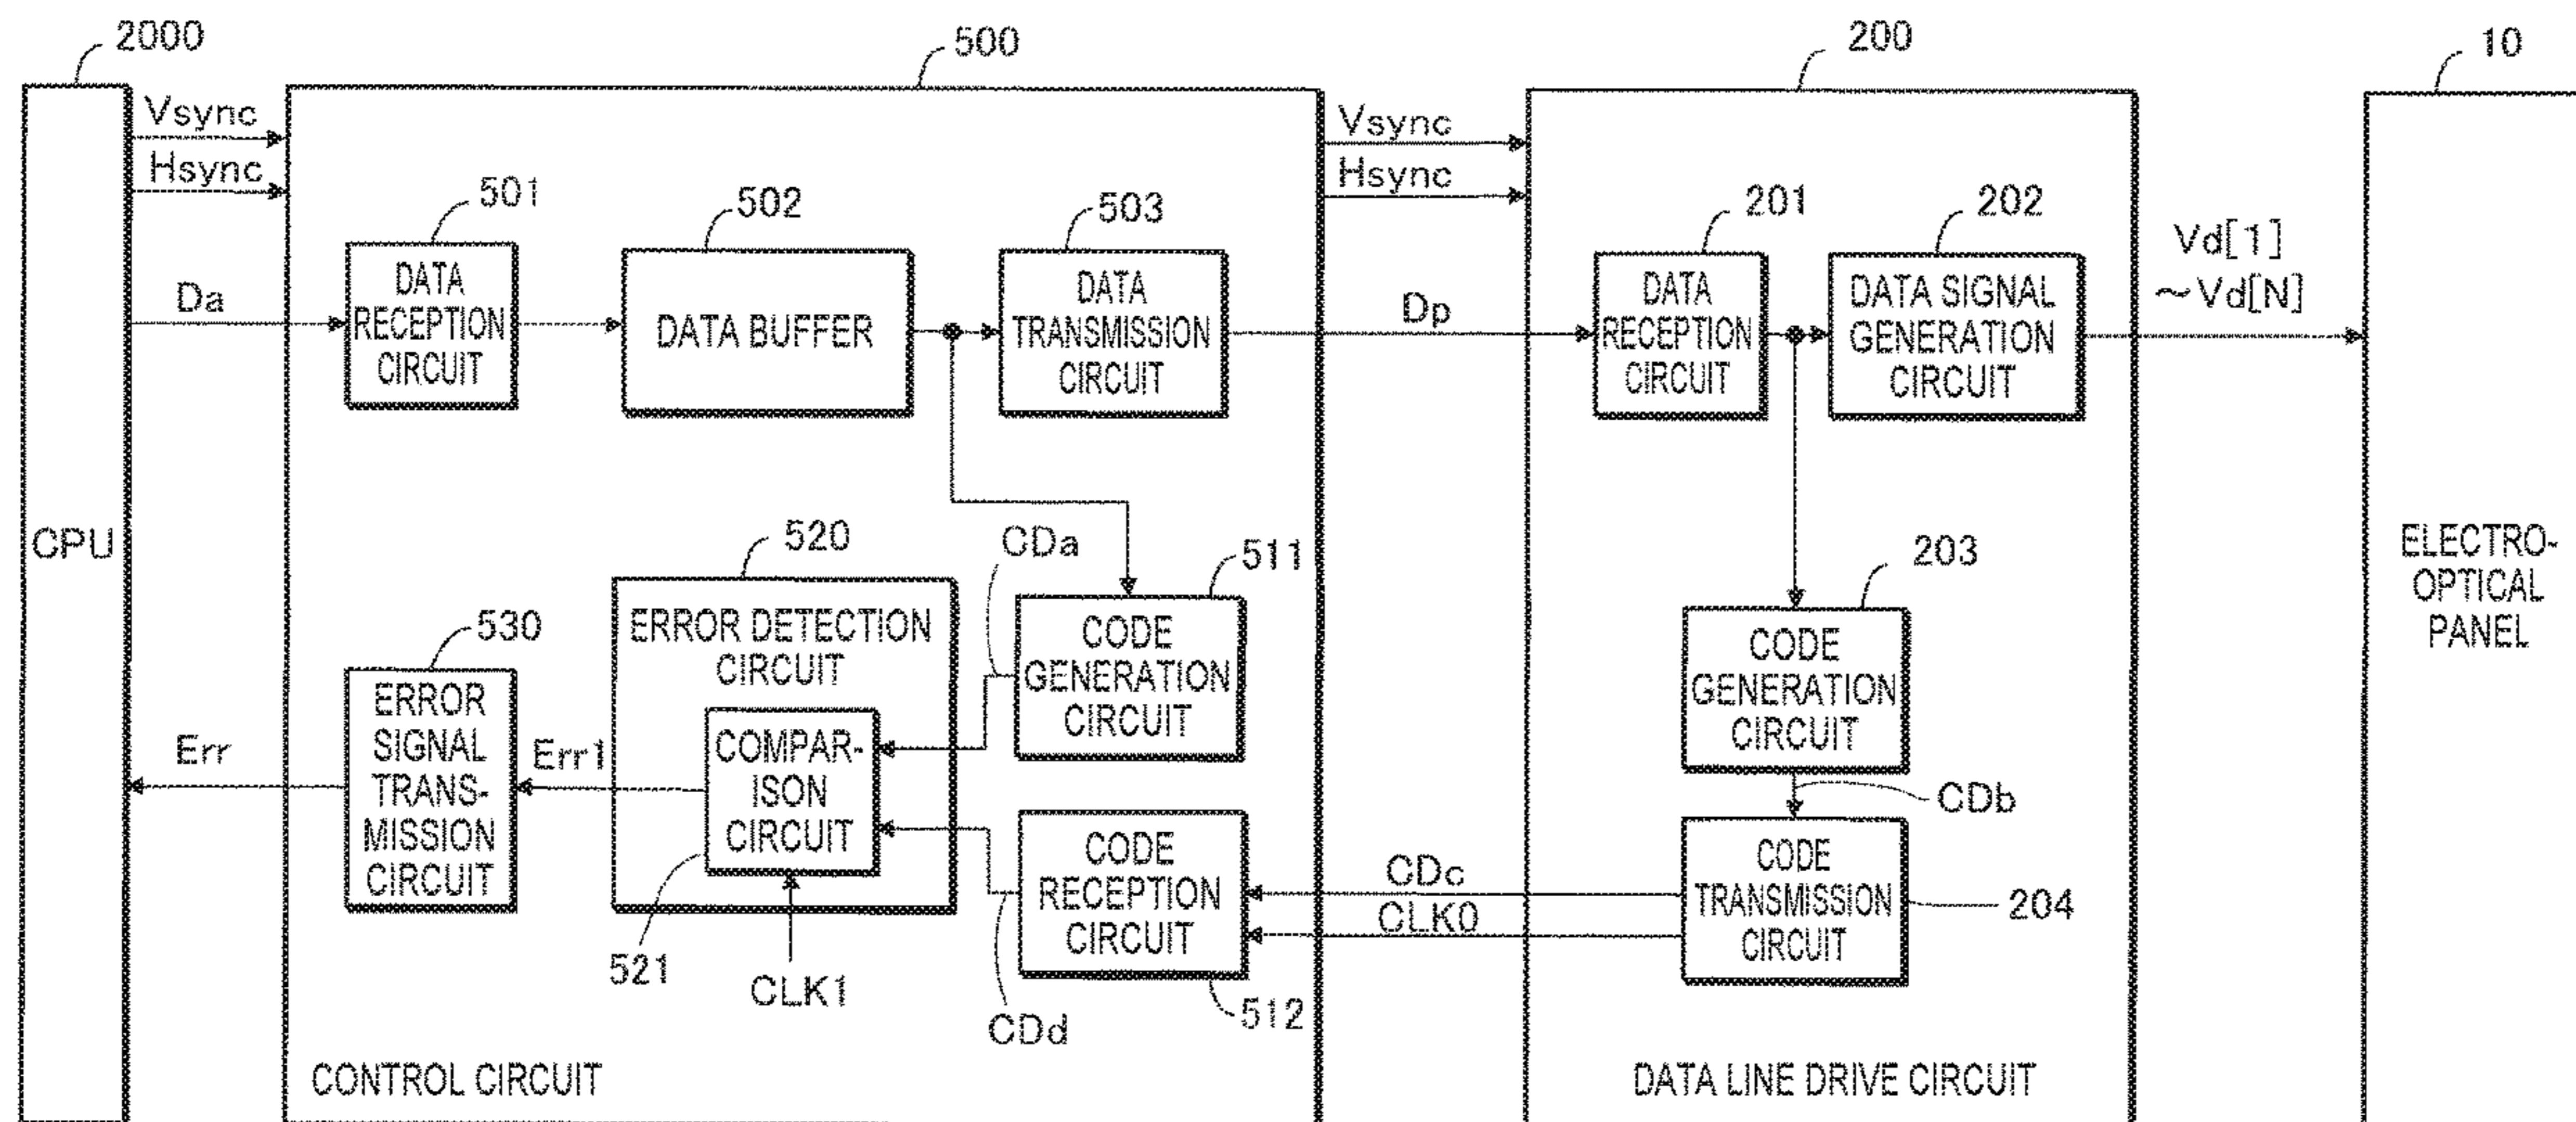 2000
500
200
10
Vsync
Hsync
Vsync
Hsync
501
502
503
201
202
Da
DATA
RECEPTION
CIRCUIT
DATA BUFFER
DATA
TRANSMISSION
CIRCUIT
Dp
DATA
RECEPTION
CIRCUIT
DATA SIGNAL
GENERATION
CIRCUIT
Vd[1]
~Vd[N]
CPU
520
CDa
511
203
ELECTRO-
OPTICAL
PANEL
530
ERROR DETECTION
CIRCUIT
CODE
GENERATION
CIRCUIT
CODE
GENERATION
CIRCUIT
Err
ERROR
SIGNAL
TRANS-
MISSION
CIRCUIT
Err1
COMPAR-
ISON
CIRCUIT
CDb
521
CLK1
CODE
RECEPTION
CIRCUIT
CDd
512
CDc
CLK0
CODE
TRANSMISSION
CIRCUIT
204
CONTROL CIRCUIT
DATA LINE DRIVE CIRCUIT